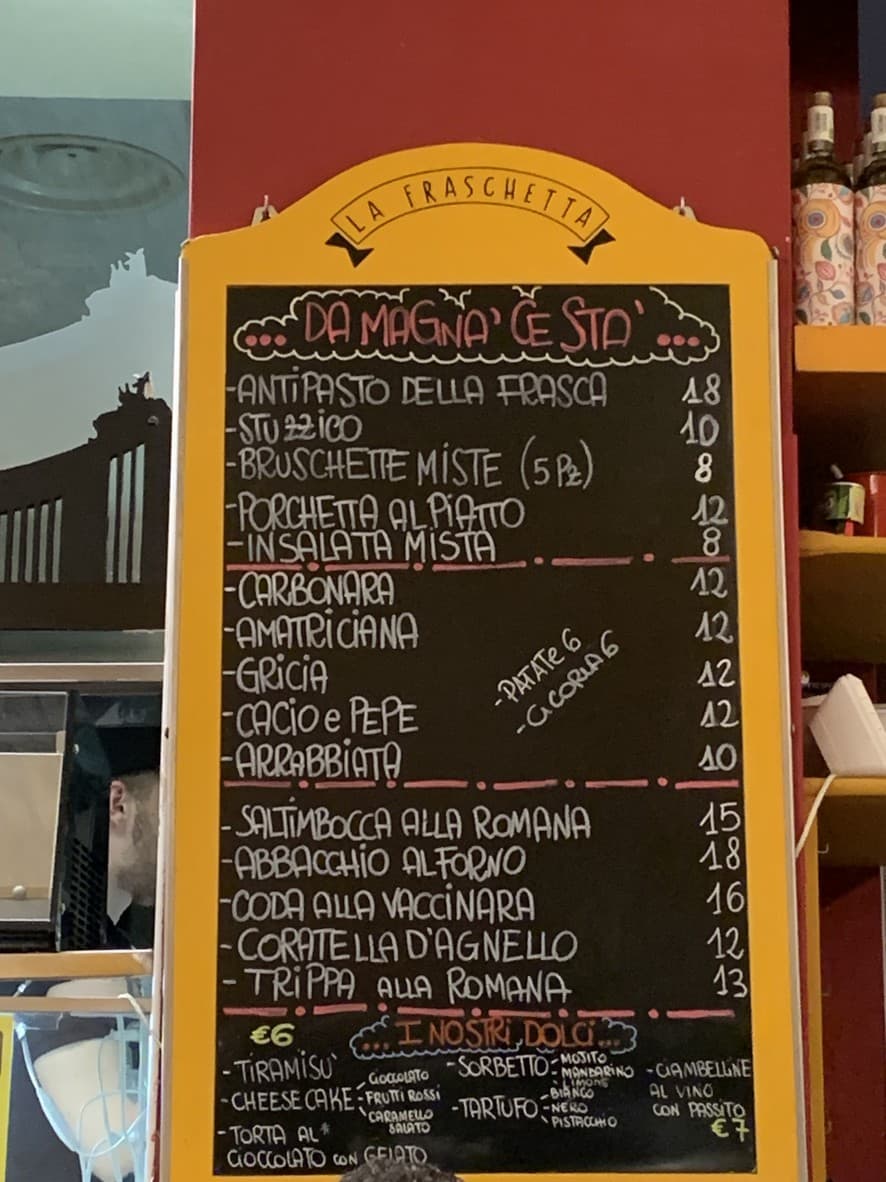 LA FRASCHETTA
... DA MAGNA' CE STA' ...
-ANTIPASTO DELLA FRASCA 18
-STUZZICO 10
-BRUSCHETTE MISTE (5 Pz) 8
-PORCHETTA AL PIATTO 12
-INSALATA MISTA 8
-CARBONARA 12
-AMATRICIANA 12
-GRICIA 12
-CACIO e PEPE 12
-ARRABBIATA 10
-PATATE 6
-CICORIA 6
-SALTIMBOCCA ALLA ROMANA 15
-ABBACCHIO AL FORNO 18
-CODA ALLA VACCINARA 16
-CORATELLA D'AGNELLO 12
-TRIPPA ALLA ROMANA 13
€6 ... I NOSTRI DOLCI ...
-TIRAMISU'
-CHEESE CAKE
-CIOCCOLATO
-FRUTTI ROSSI
-CARAMELLO
SALATO
-TORTA AL*
CIOCCOLATO CON GELATO
-SORBETTO
-MOJITO
-MANDARINO
-LIMONE
-TARTUFO
-BIANCO
-NERO
-PISTACCHIO
-CIAMBELLINE
AL VINO
CON PASSITO
€7